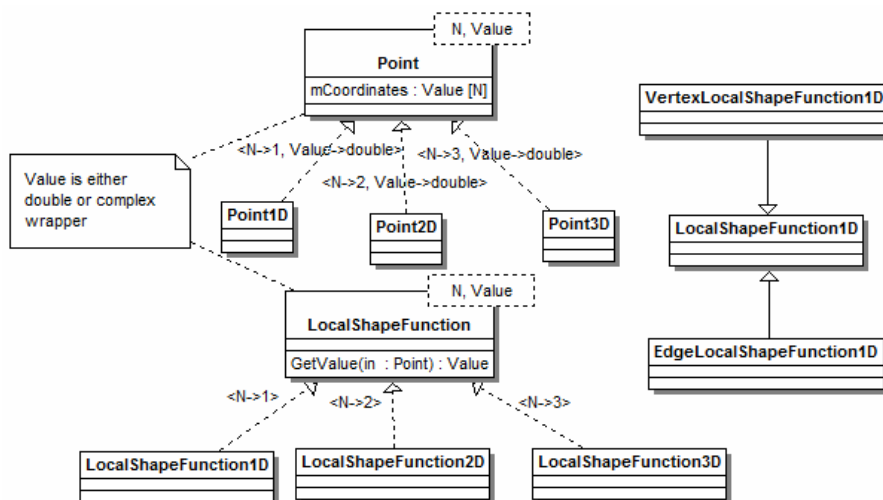 N, Value
Point
mCoordinates : Value [N]
VertexLocalShapeFunction1D
<N->1, Value->double>
<N->3, Value->double>
<N->2, Value->double>
Value is either
double or complex
wrapper
Point1D
Point2D
Point3D
LocalShapeFunction1D
N, Value
LocalShapeFunction
GetValue(in : Point) : Value
EdgeLocalShapeFunction1D
<N->1>
<N->2>
<N->3>
LocalShapeFunction1D
LocalShapeFunction2D
LocalShapeFunction3D